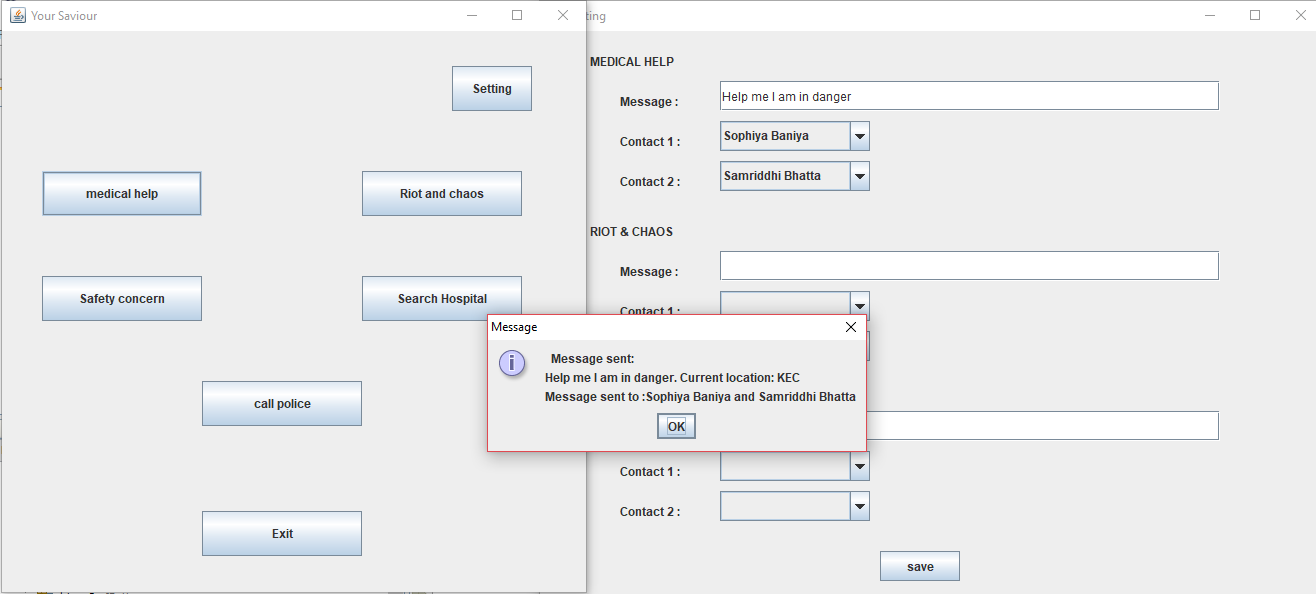 Your Saviour
Setting
medical help
Riot and chaos
Safety concern
Search Hospital
call police
Exit
ting
MEDICAL HELP
Message :
Help me I am in danger
Contact 1 :
Sophiya Baniya
Contact 2 :
Samriddhi Bhatta
RIOT & CHAOS
Message :
Contact 1 :
Message
Message sent:
Help me I am in danger. Current location: KEC
Message sent to :Sophiya Baniya and Samriddhi Bhatta
OK
Contact 1 :
Contact 2 :
save